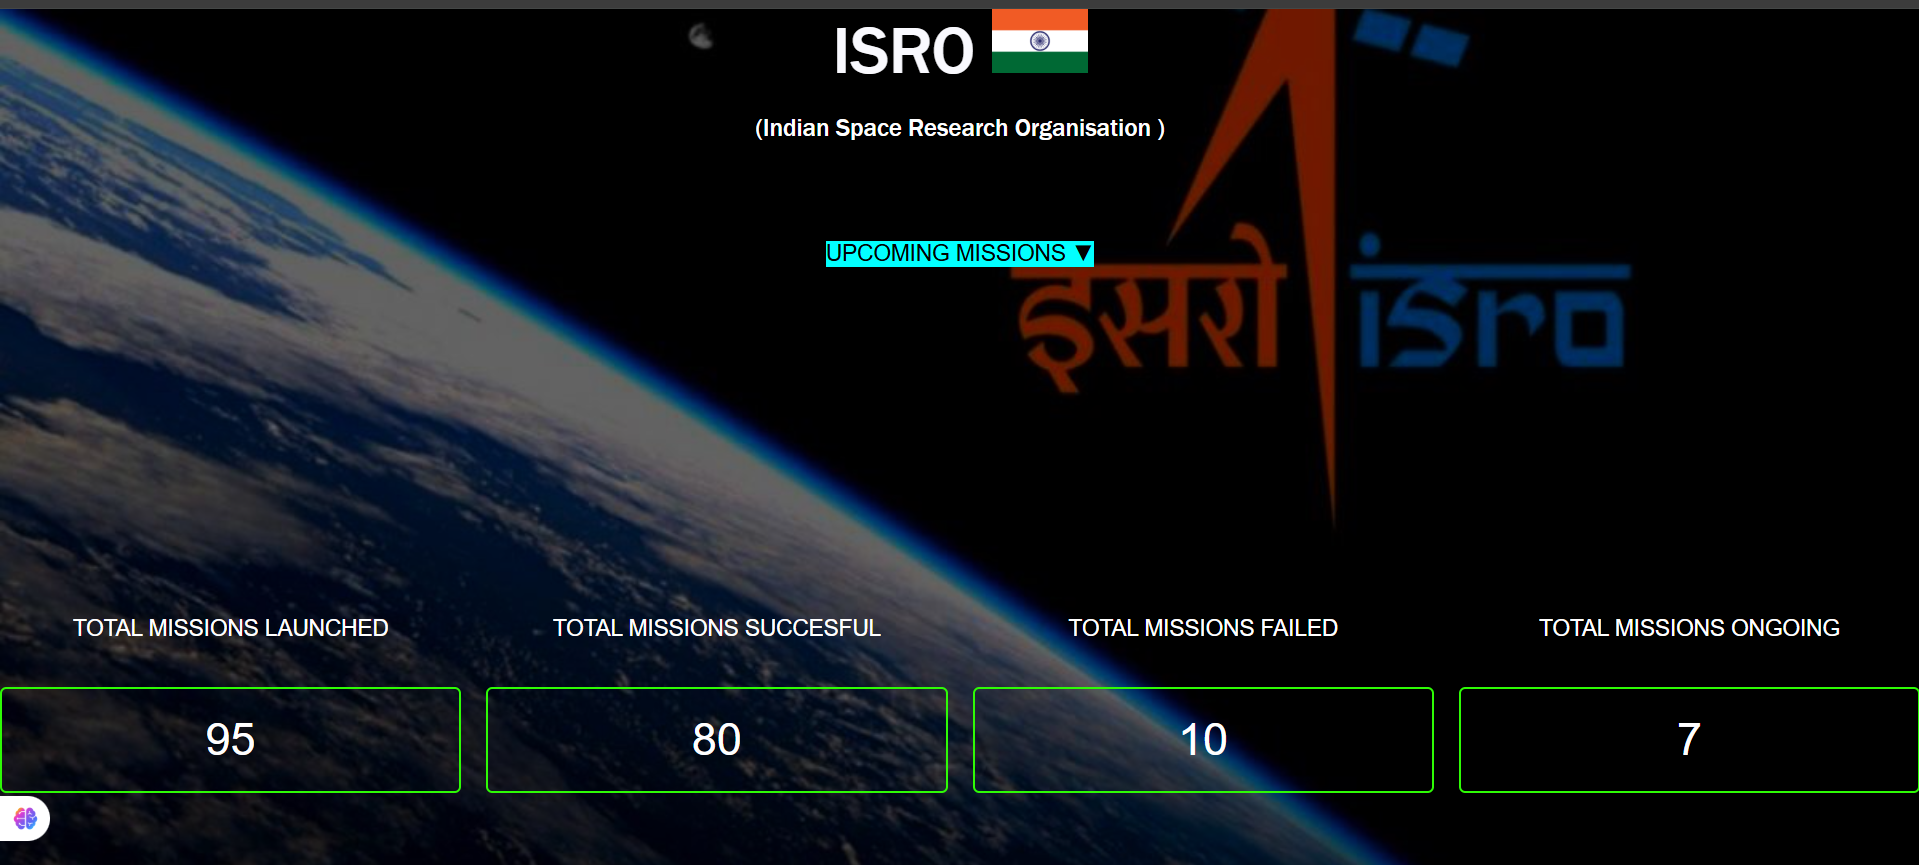 ISRO
(Indian Space Research Organisation )
UPCOMING MISSIONS ▼
इसरो isro
TOTAL MISSIONS LAUNCHED
TOTAL MISSIONS SUCCESFUL
TOTAL MISSIONS FAILED
TOTAL MISSIONS ONGOING
95
80
10
7